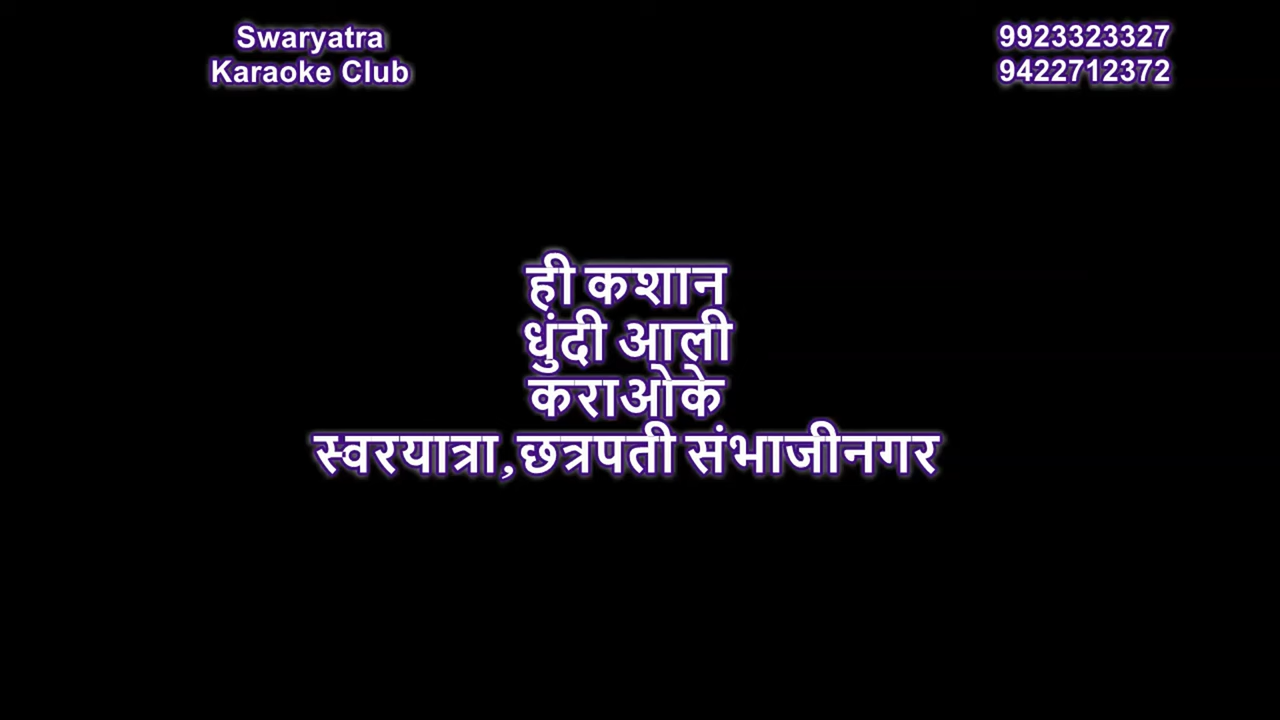 Swaryatra
Karaoke Club
9923323327
9422712372
ही कशान
धुंदी आली
कराओके
स्वरयात्रा,छत्रपती संभाजीनगर